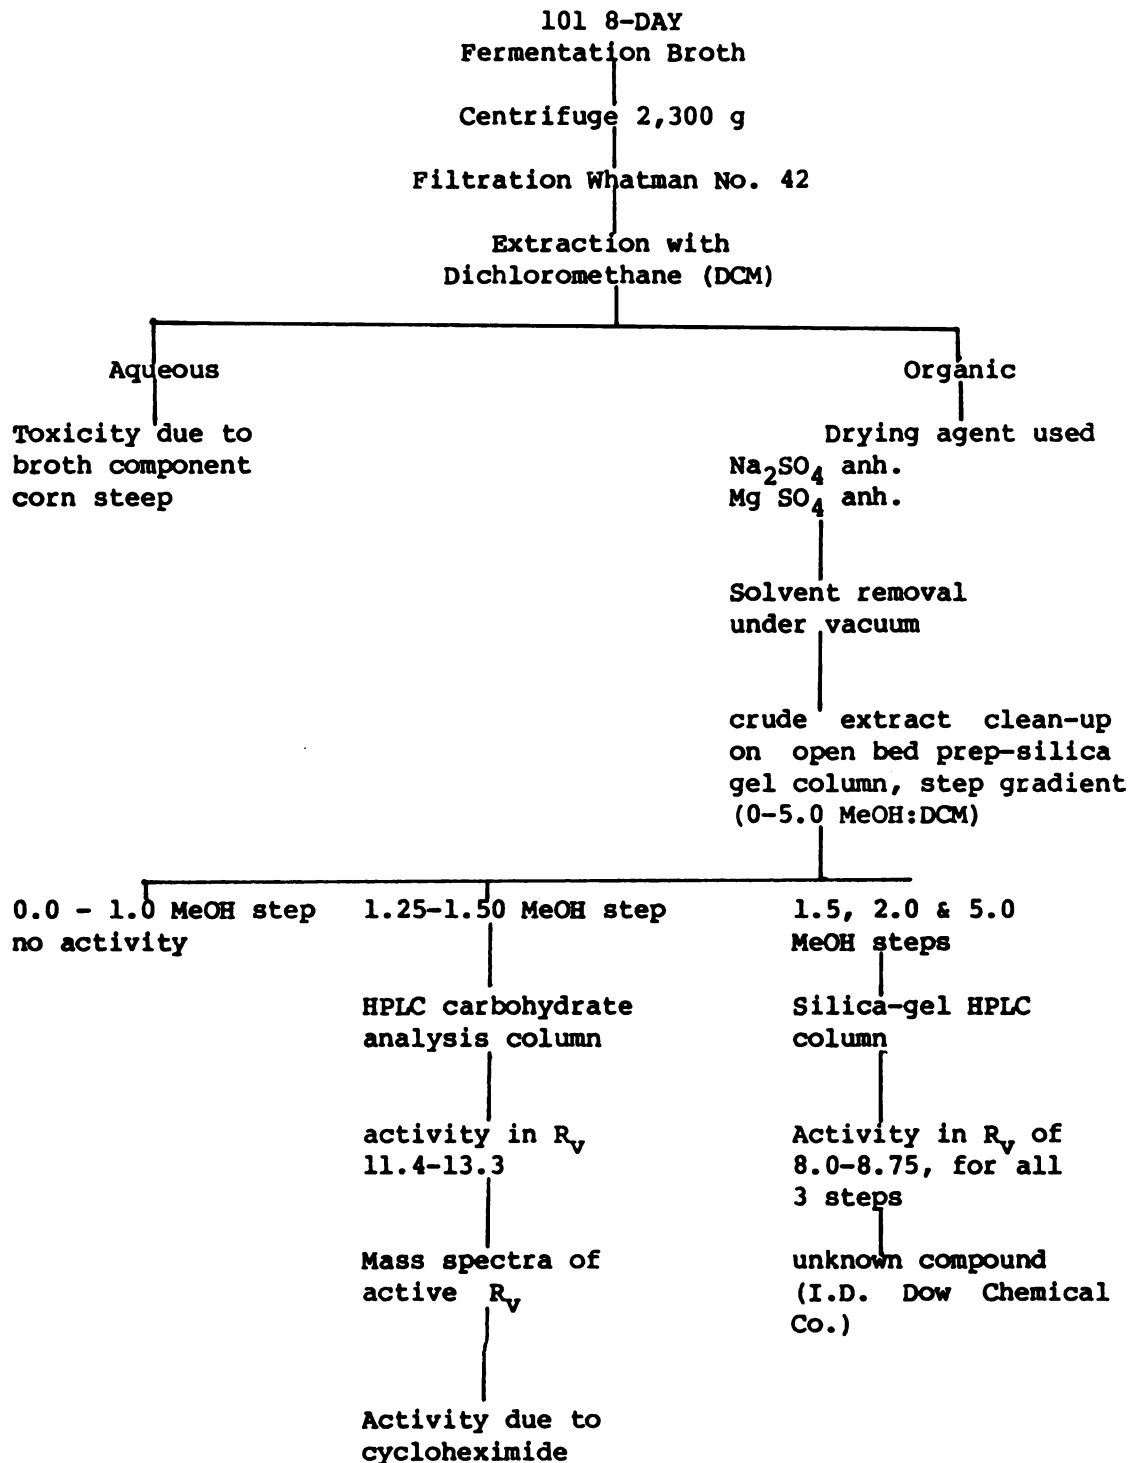 101 8-DAY
Fermentation Broth
Centrifuge 2,300 g
Filtration Whatman No. 42
Extraction with
Dichloromethane (DCM)
Aqueous
Toxicity due to
broth component
corn steep
Organic
Drying agent used
Na₂SO₄ anh.
Mg SO₄ anh.
Solvent removal
under vacuum
crude extract clean-up
on open bed prep-silica
gel column, step gradient
(0-5.0 MeOH:DCM)
0.0 - 1.0 MeOH step
no activity
1.25-1.50 MeOH step
HPLC carbohydrate
analysis column
activity in Rᵥ
11.4-13.3
Mass spectra of
active Rᵥ
Activity due to
cycloheximide
1.5, 2.0 & 5.0
MeOH steps
Silica-gel HPLC
column
Activity in Rᵥ of
8.0-8.75, for all
3 steps
unknown compound
(I.D. Dow Chemical
Co.)